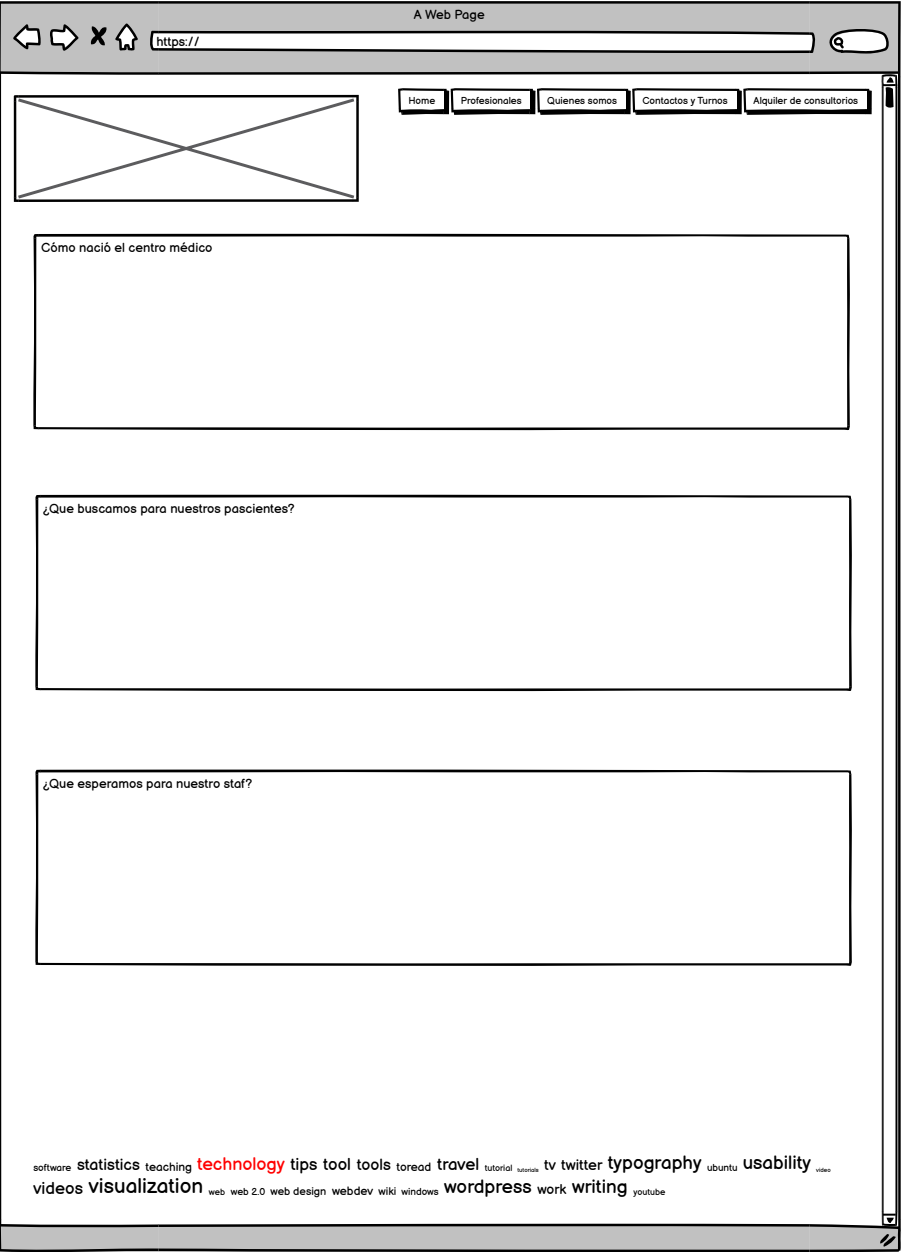 A Web Page
https://
Home Profesionales Quienes somos Contactos y Turnos Alquiler de consultorios
Cómo nació el centro médico
¿Que buscamos para nuestros pascientes?
¿Que esperamos para nuestro staf?
software statistics teaching technology tips tool tools toread travel tutorial tutorials tv twitter typography ubuntu usability video
videos visualization web web 2.0 web design webdev wiki windows wordpress work writing youtube